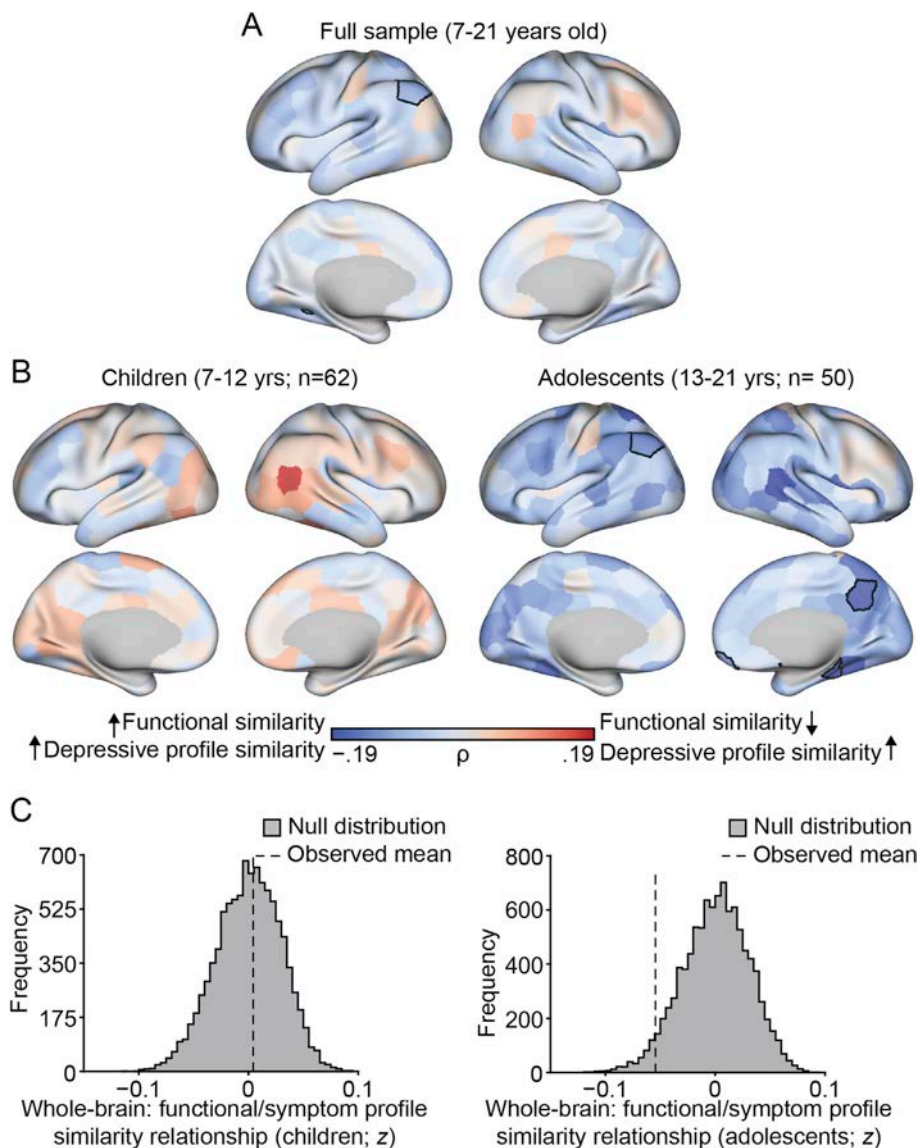 A
Full sample (7-21 years old)
B
Children (7-12 yrs; n=62)
Adolescents (13-21 yrs; n= 50)
↑Functional similarity
↑Depressive profile similarity
−.19
ρ
.19
Functional similarity↓
Depressive profile similarity↑
C
Null distribution
Observed mean
Frequency
700
525
350
175
0
−0.1
0
0.1
Whole-brain: functional/symptom profile
similarity relationship (children; z)
Null distribution
Observed mean
Frequency
800
600
400
200
0
−0.1
0
0.1
Whole-brain: functional/symptom profile
similarity relationship (adolescents; z)